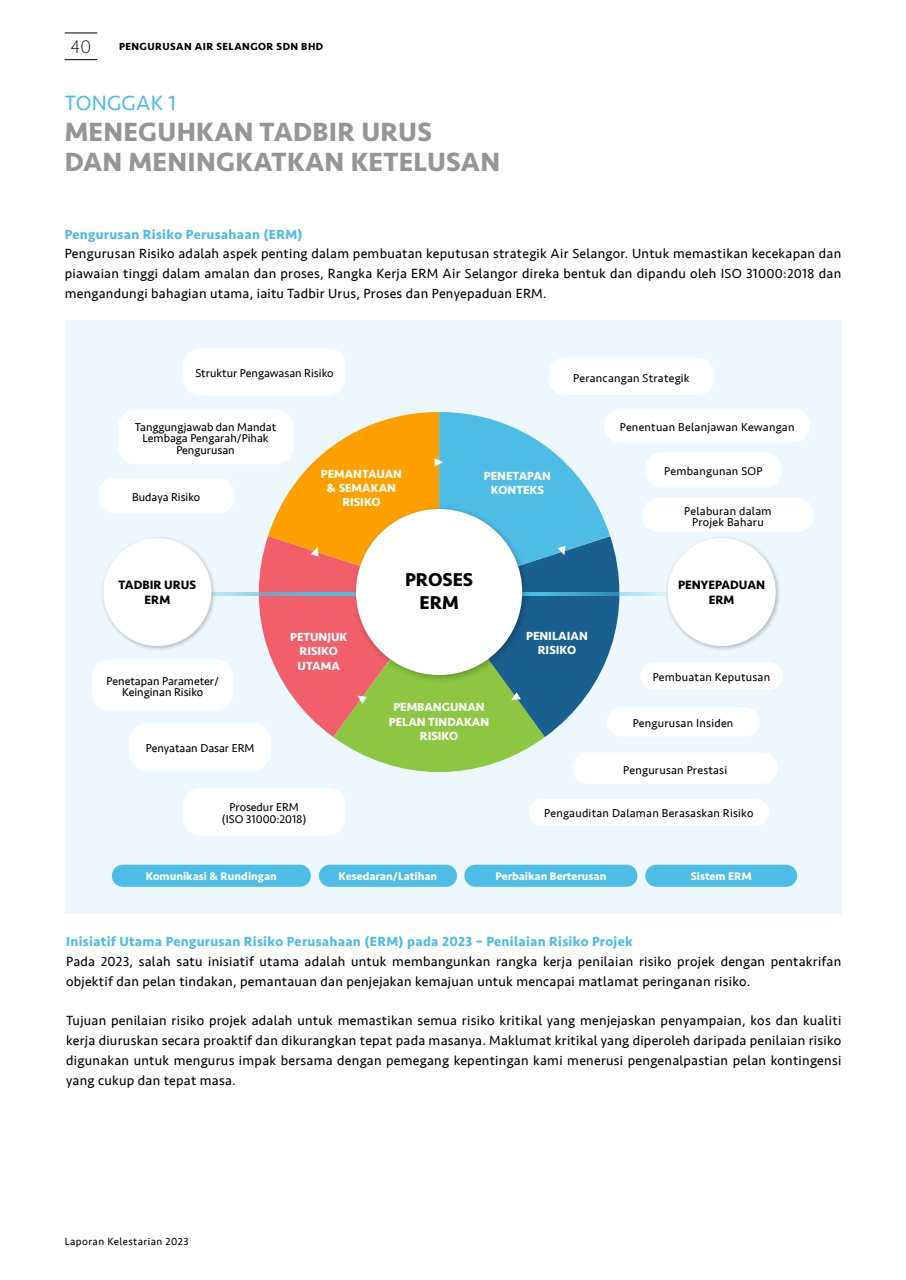 40
PENGURUSAN AIR SELANGOR SDN BHD
TONGGAK 1
MENEGUHKAN TADBIR URUS
DAN MENINGKATKAN KETELUSAN
Pengurusan Risiko Perusahaan (ERM)
Pengurusan Risiko adalah aspek penting dalam pembuatan keputusan strategik Air Selangor. Untuk memastikan kecekapan dan
piawaian tinggi dalam amalan dan proses, Rangka Kerja ERM Air Selangor direka bentuk dan dipandu oleh ISO 31000:2018 dan
mengandungi bahagian utama, iaitu Tadbir Urus, Proses dan Penyepaduan ERM.
Struktur Pengawasan Risiko
Tanggungjawab dan Mandat
Lembaga Pengarah/Pihak
Pengurusan
Budaya Risiko
TADBIR URUS
ERM
Penetapan Parameter/
Keinginan Risiko
Penyataan Dasar ERM
Prosedur ERM
(ISO 31000:2018)
PEMANTAUAN
& SEMAKAN
RISIKO
PENETAPAN
KONTEKS
PROSES
ERM
PETUNJUK
RISIKO
UTAMA
PENILAIAN
RISIKO
PEMBANGUNAN
PELAN TINDAKAN
RISIKO
Perancangan Strategik
Penentuan Belanjawan Kewangan
Pembangunan SOP
Pelaburan dalam
Projek Baharu
PENYEPADUAN
ERM
Pembuatan Keputusan
Pengurusan Insiden
Pengurusan Prestasi
Pengauditan Dalaman Berasaskan Risiko
Komunikasi & Rundingan
Kesedaran/Latihan
Perbaikan Berterusan
Sistem ERM
Inisiatif Utama Pengurusan Risiko Perusahaan (ERM) pada 2023 – Penilaian Risiko Projek
Pada 2023, salah satu inisiatif utama adalah untuk membangunkan rangka kerja penilaian risiko projek dengan pentakrifan
objektif dan pelan tindakan, pemantauan dan penjejakan kemajuan untuk mencapai matlamat peringanan risiko.
Tujuan penilaian risiko projek adalah untuk memastikan semua risiko kritikal yang menjejaskan penyampaian, kos dan kualiti
kerja diuruskan secara proaktif dan dikurangkan tepat pada masanya. Maklumat kritikal yang diperoleh daripada penilaian risiko
digunakan untuk mengurus impak bersama dengan pemegang kepentingan kami menerusi pengenalpastian pelan kontingensi
yang cukup dan tepat masa.
Laporan Kelestarian 2023